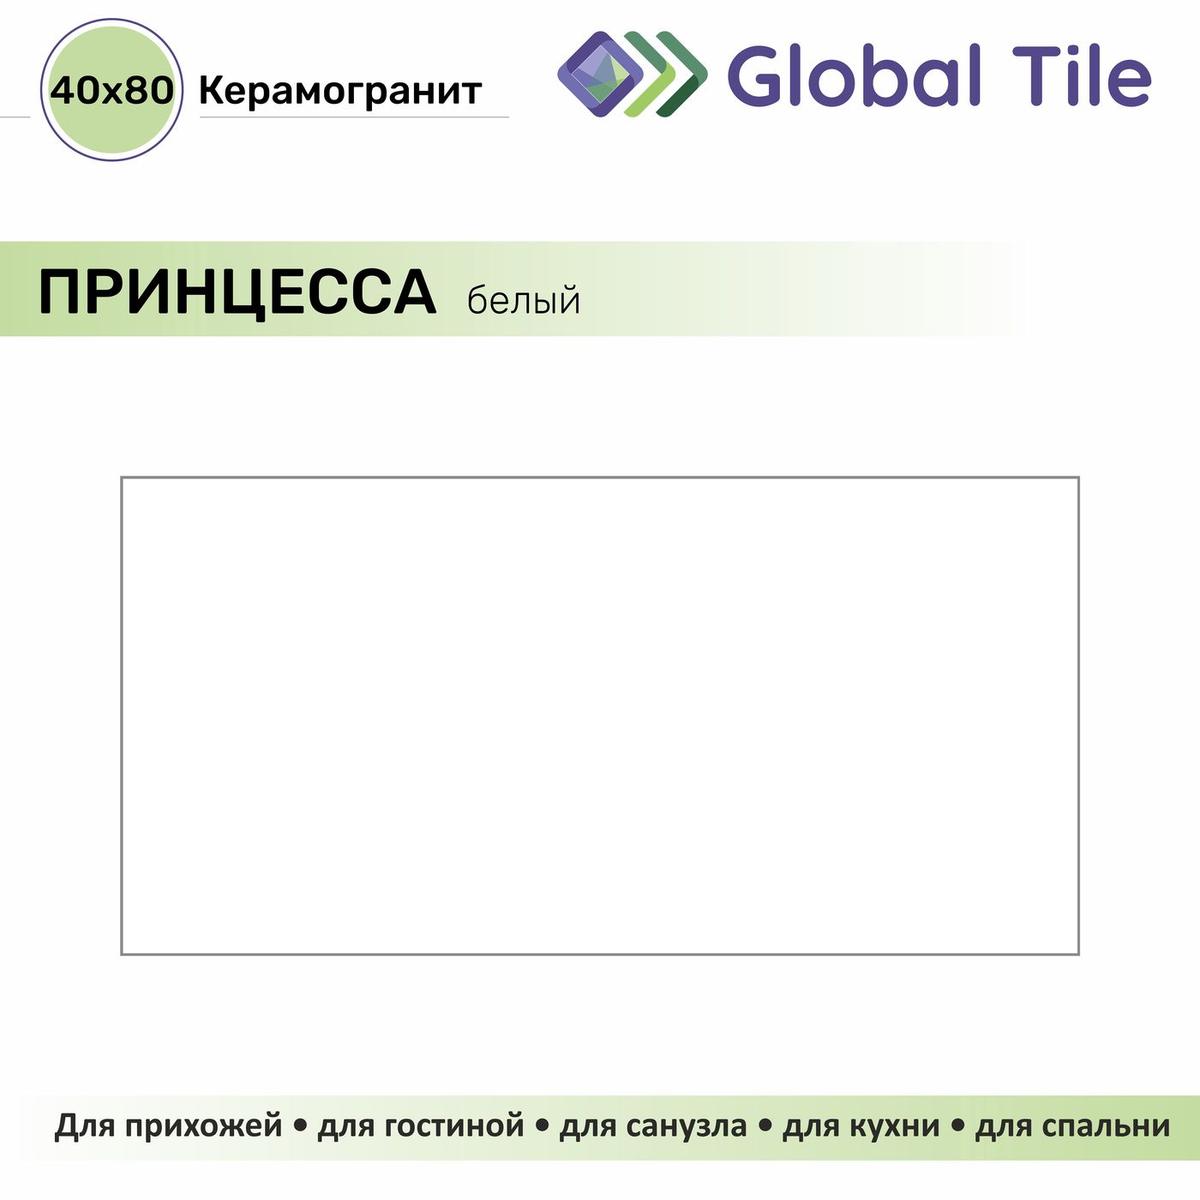 40x80 Керамогранит
Global Tile
ПРИНЦЕССА белый
Для прихожей • для гостиной • для санузла • для кухни • для спальни